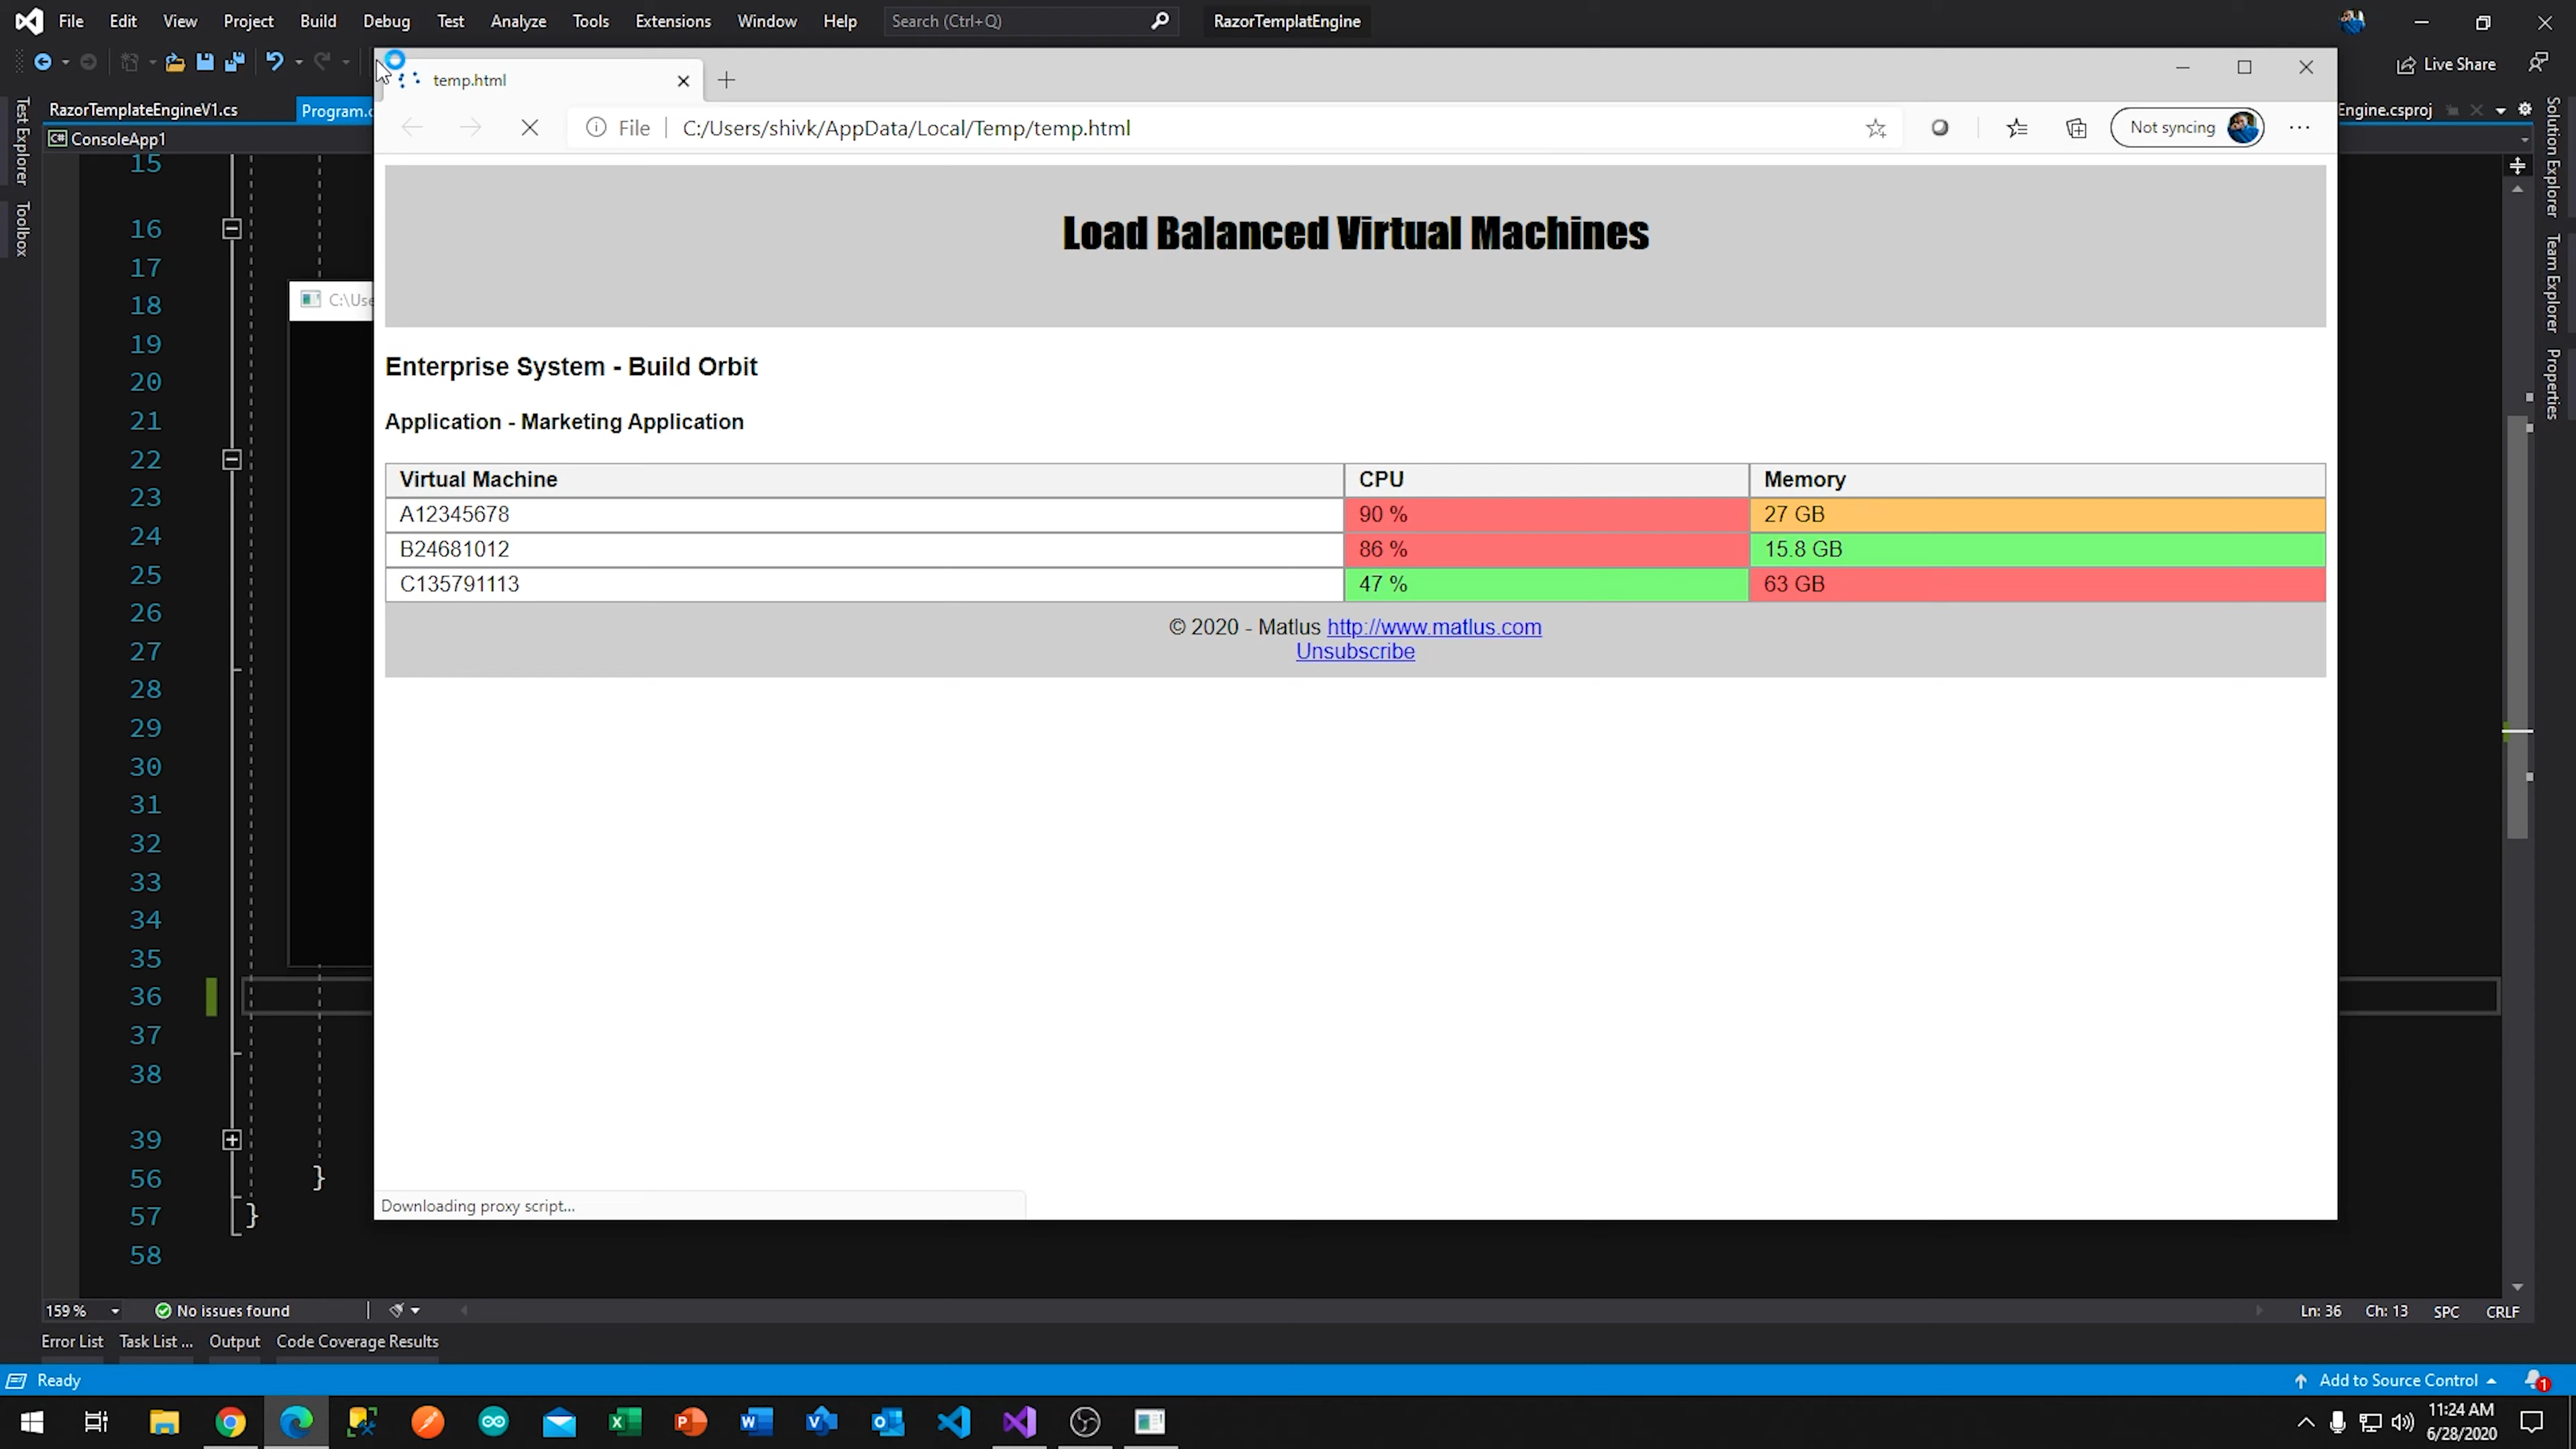 File Edit View Project Build Debug Test Analyze Tools Extensions Window Help Search (Ctrl+Q) RazorTemplatEngine
Live Share
RazorTemplateEngineV1.cs Program.c Engine.csproj
ConsoleApp1
Test Explorer
Toolbox
Solution Explorer
Team Explorer
Properties
temp.html
File C:/Users/shivk/AppData/Local/Temp/temp.html Not syncing
C:\Use
Load Balanced Virtual Machines
Enterprise System - Build Orbit
Application - Marketing Application
Virtual Machine CPU Memory
A12345678 90 % 27 GB
B24681012 86 % 15.8 GB
C135791113 47 % 63 GB
© 2020 - Matlus http://www.matlus.com
Unsubscribe
Downloading proxy script...
15
16
17
18
19
20
21
22
23
24
25
26
27
28
29
30
31
32
33
34
35
36
37
38
39
56 }
57 }
58
159 % No issues found Ln: 36 Ch: 13 SPC CRLF
Error List Task List ... Output Code Coverage Results
Ready Add to Source Control 1
11:24 AM
6/28/2020